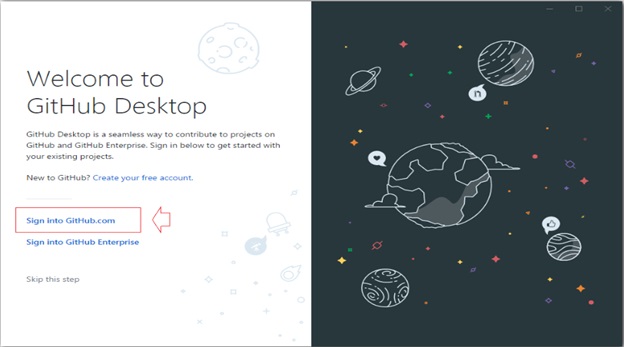 Welcome to
GitHub Desktop
GitHub Desktop is a seamless way to contribute to projects on
GitHub and GitHub Enterprise. Sign in below to get started with
your existing projects.
New to GitHub? Create your free account.
Sign into GitHub.com
Sign into GitHub Enterprise
Skip this step